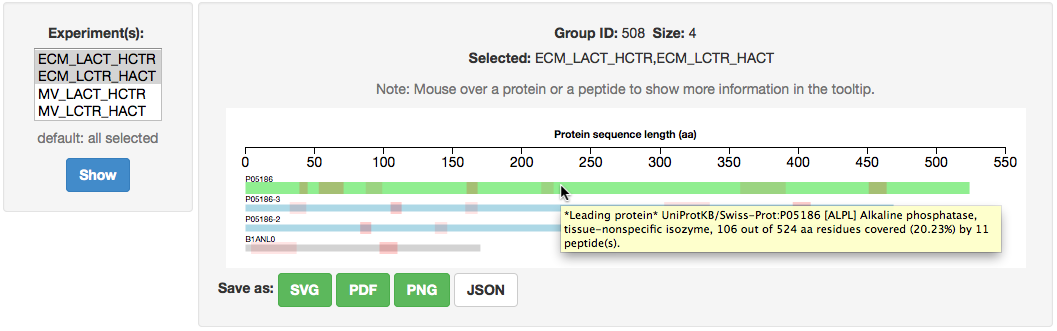 Experiment(s):
ECM_LACT_HCTR
ECM_LCTR_HACT
MV_LACT_HCTR
MV_LCTR_HACT
default: all selected
Show
Group ID: 508 Size: 4
Selected: ECM_LACT_HCTR,ECM_LCTR_HACT
Note: Mouse over a protein or a peptide to show more information in the tooltip.
Protein sequence length (aa)
0 50 100 150 200 250 300 350 400 450 500 550
P05186
P05186-3
P05186-2
B1ANL0
*Leading protein* UniProtKB/Swiss-Prot:P05186 [ALPL] Alkaline phosphatase,
tissue-nonspecific isozyme, 106 out of 524 aa residues covered (20.23%) by 11
peptide(s).
Save as: SVG PDF PNG JSON